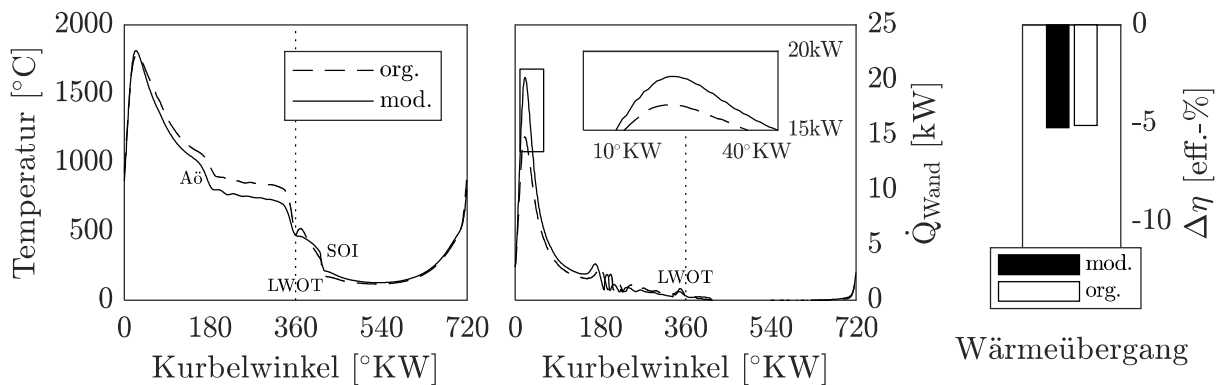 Temperatur [°C]
2000
1500
1000
500
0
org.
mod.
Aö
SOI
LWOT
0 180 360 540 720
Kurbelwinkel [°KW]
20kW
15kW
10°KW 40°KW
LWOT
25
20
15
10
5
0
Q̇Wand [kW]
0 180 360 540 720
Kurbelwinkel [°KW]
0
-5
-10
Δη [eff.-%]
mod.
org.
Wärmeübergang